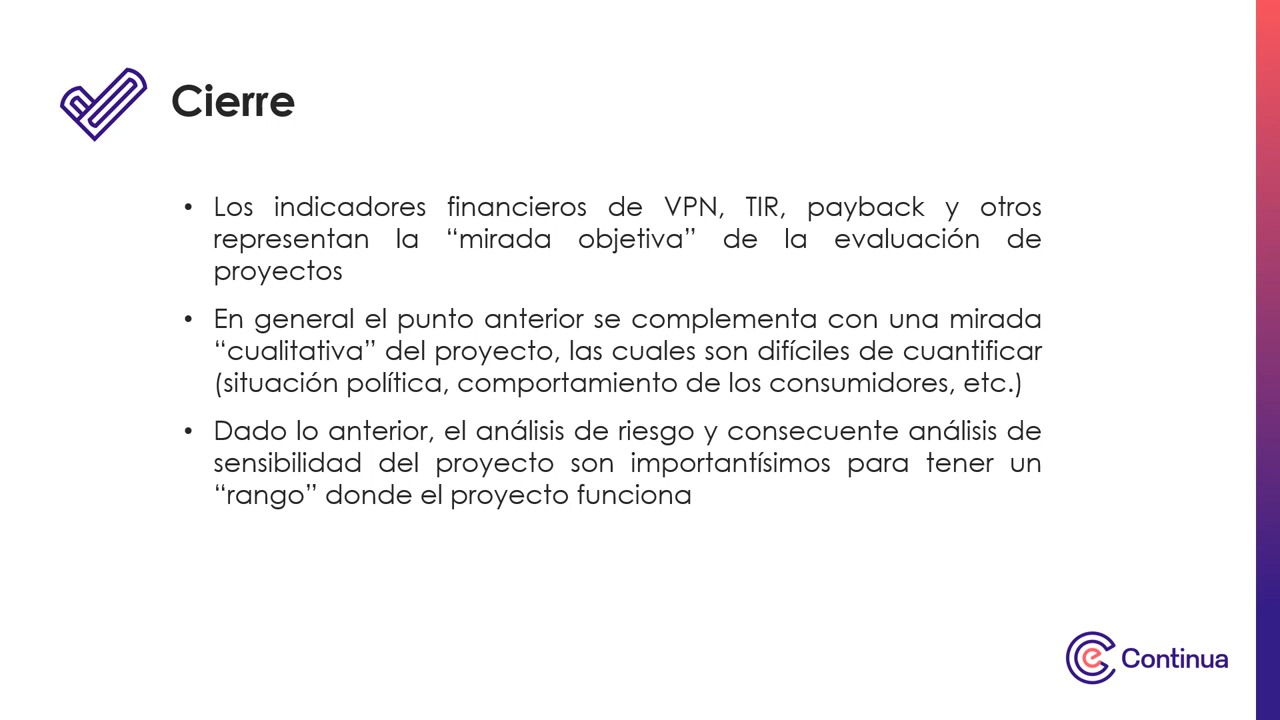 Cierre
• Los indicadores financieros de VPN, TIR, payback y otros
representan la “mirada objetiva” de la evaluación de
proyectos
• En general el punto anterior se complementa con una mirada
“cualitativa” del proyecto, las cuales son difíciles de cuantificar
(situación política, comportamiento de los consumidores, etc.)
• Dado lo anterior, el análisis de riesgo y consecuente análisis de
sensibilidad del proyecto son importantísimos para tener un
“rango” donde el proyecto funciona
e Continua